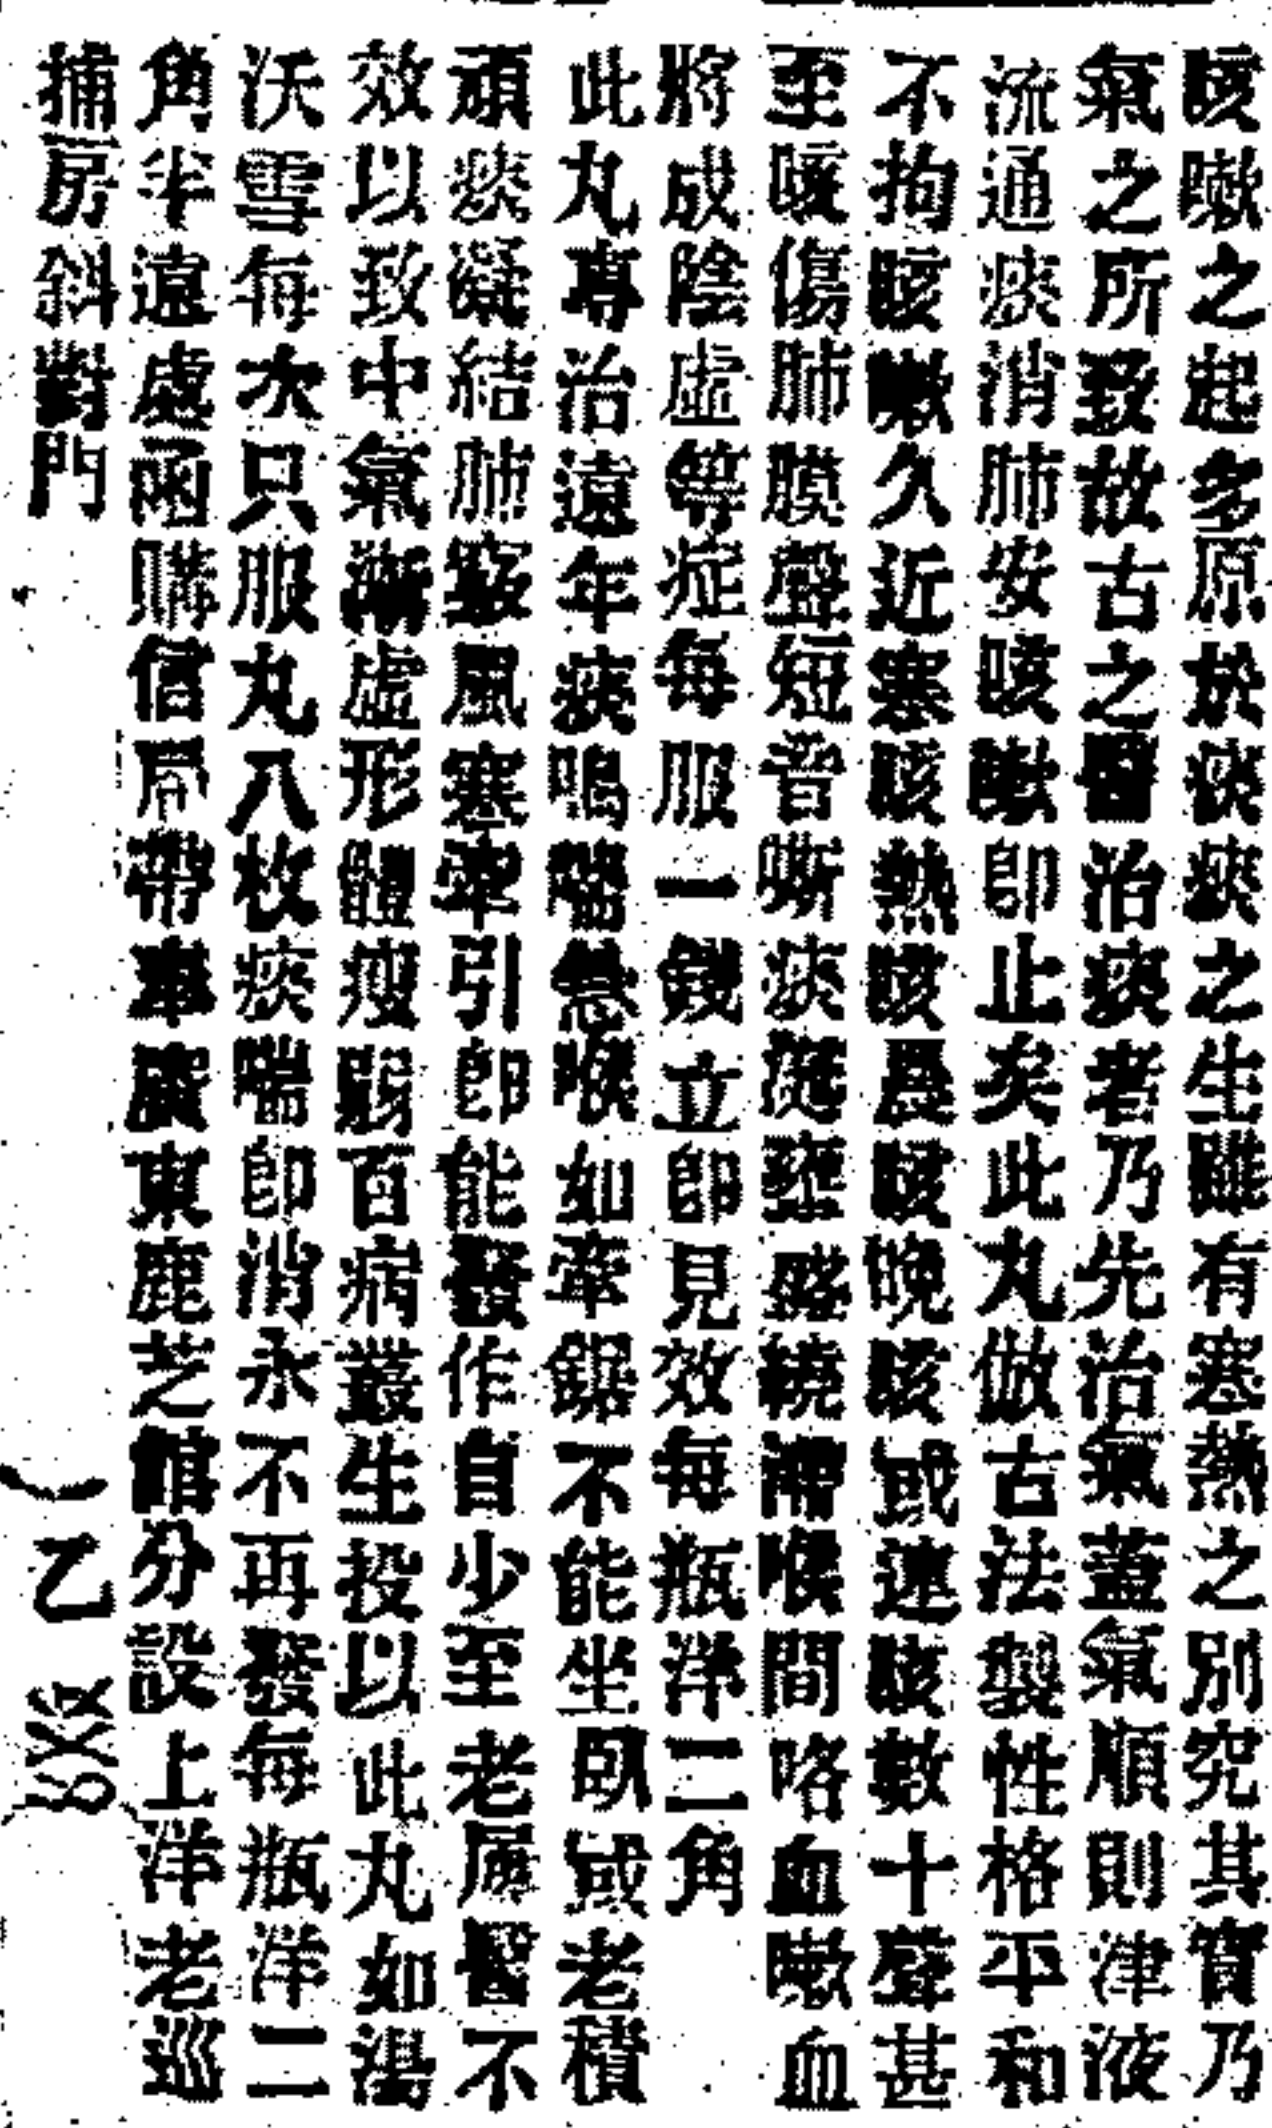 咳嗽之起多原於痰痰之生雖有寒熱之別究其實乃
氣之所致故古之醫治痰者乃先治氣蓋氣順則津液
流通痰消肺安咳嗽卽止矣此丸倣古法製性格平和
不拘咳嗽久近寒咳熱咳晨咳晚咳或連咳數十聲甚
至咳傷肺膜聲短音嘶痰涎壅盛繞滯喉間咯血嗽血
將成陰虛等症每服一錢立卽見效每瓶洋二角
此丸專治遠年痰鳴喘急喉如牽鋸不能坐臥或老積
頑痰凝結肺竅風寒牽引卽能發作自少至老屢醫不
效以致中氣漸虛形體瘦弱百病叢生投以此丸如湯
沃雪每次只服丸八枚痰喘卽消永不再發每瓶洋二
角半遠處函購信局帶奉廣東鹿芝館分設上洋老巡
捕房斜對門 乙